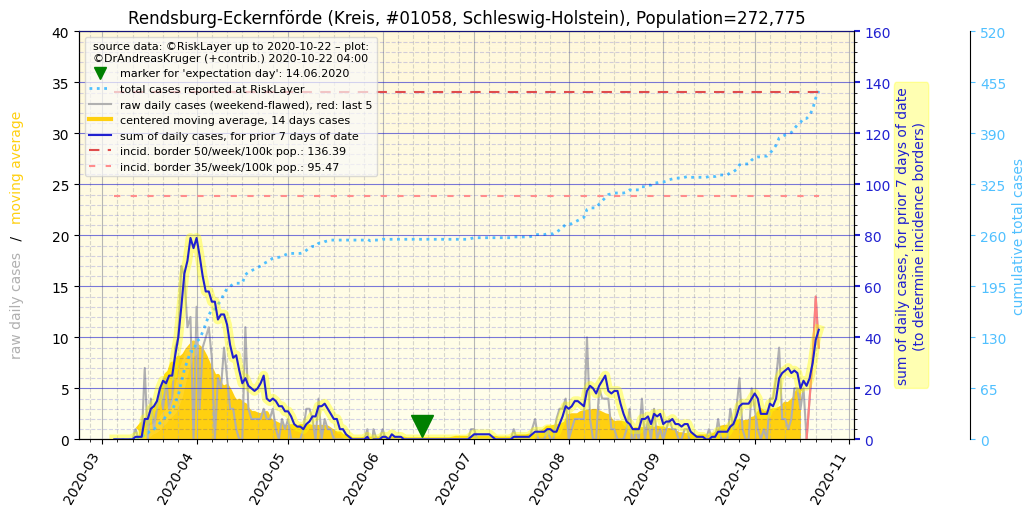 Rendsburg-Eckernförde (Kreis, #01058, Schleswig-Holstein), Population=272,775
source data: ©RiskLayer up to 2020-10-22 – plot:
©DrAndreasKruger (+contrib.) 2020-10-22 04:00
marker for 'expectation day': 14.06.2020
total cases reported at RiskLayer
raw daily cases (weekend-flawed), red: last 5
centered moving average, 14 days cases
sum of daily cases, for prior 7 days of date
incid. border 50/week/100k pop.: 136.39
incid. border 35/week/100k pop.: 95.47
raw daily cases / moving average
40
35
30
25
20
15
10
5
0
160
140
120
100
80
60
40
20
0
sum of daily cases, for prior 7 days of date
(to determine incidence borders)
520
455
390
325
260
195
130
65
0
cumulative total cases
2020-03
2020-04
2020-05
2020-06
2020-07
2020-08
2020-09
2020-10
2020-11